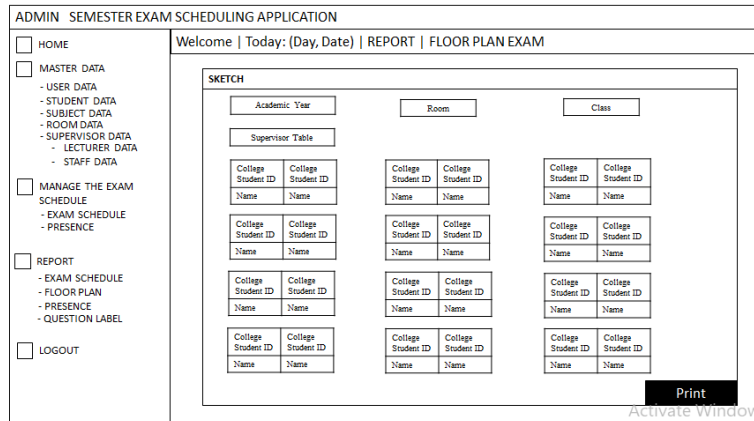 ADMIN SEMESTER EXAM SCHEDULING APPLICATION
HOME
MASTER DATA
- USER DATA
- STUDENT DATA
- SUBJECT DATA
- ROOM DATA
- SUPERVISOR DATA
- LECTURER DATA
- STAFF DATA
MANAGE THE EXAM
SCHEDULE
- EXAM SCHEDULE
- PRESENCE
REPORT
- EXAM SCHEDULE
- FLOOR PLAN
- PRESENCE
- QUESTION LABEL
LOGOUT
Welcome | Today: (Day, Date) | REPORT | FLOOR PLAN EXAM
SKETCH
Academic Year Room Class
Supervisor Table
College College College College College College
Student ID Student ID Student ID Student ID Student ID Student ID
Name Name Name Name Name Name
College College College College College College
Student ID Student ID Student ID Student ID Student ID Student ID
Name Name Name Name Name Name
College College College College College College
Student ID Student ID Student ID Student ID Student ID Student ID
Name Name Name Name Name Name
College College College College College College
Student ID Student ID Student ID Student ID Student ID Student ID
Name Name Name Name Name Name
Print
Activate Window